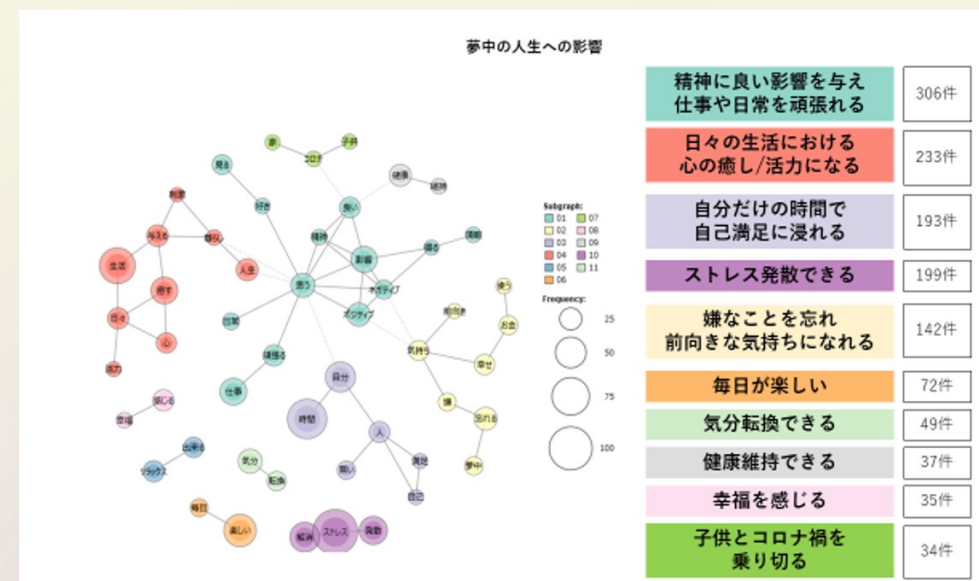 夢中の人生への影響
精神に良い影響を与え
仕事や日常を頑張れる
306件
日々の生活における
心の癒し/活力になる
233件
自分だけの時間で
自己満足に浸れる
193件
ストレス発散できる
199件
嫌なことを忘れ
前向きな気持ちになれる
142件
毎日が楽しい
72件
気分転換できる
49件
健康維持できる
37件
幸福を感じる
35件
子供とコロナ禍を
乗り切る
34件
家
コロナ
子供
見る
健康
維持
刺激
好き
良い
与える
暮らし
精神
影響
生活
人生
思う
ネガティブ
癒す
日々
日常
ポジティブ
前向き
使う
お金
心
活力
頑張る
気持ち
幸せ
仕事
自分
感じる
幸福
時間
嫌
忘れる
人
出来る
リラックス
気分
転換
満足
自己
夢中
毎日
楽しい
解消
ストレス
発散
Subgraph:
01
07
02
08
03
09
04
10
05
11
06
Frequency:
25
50
75
100